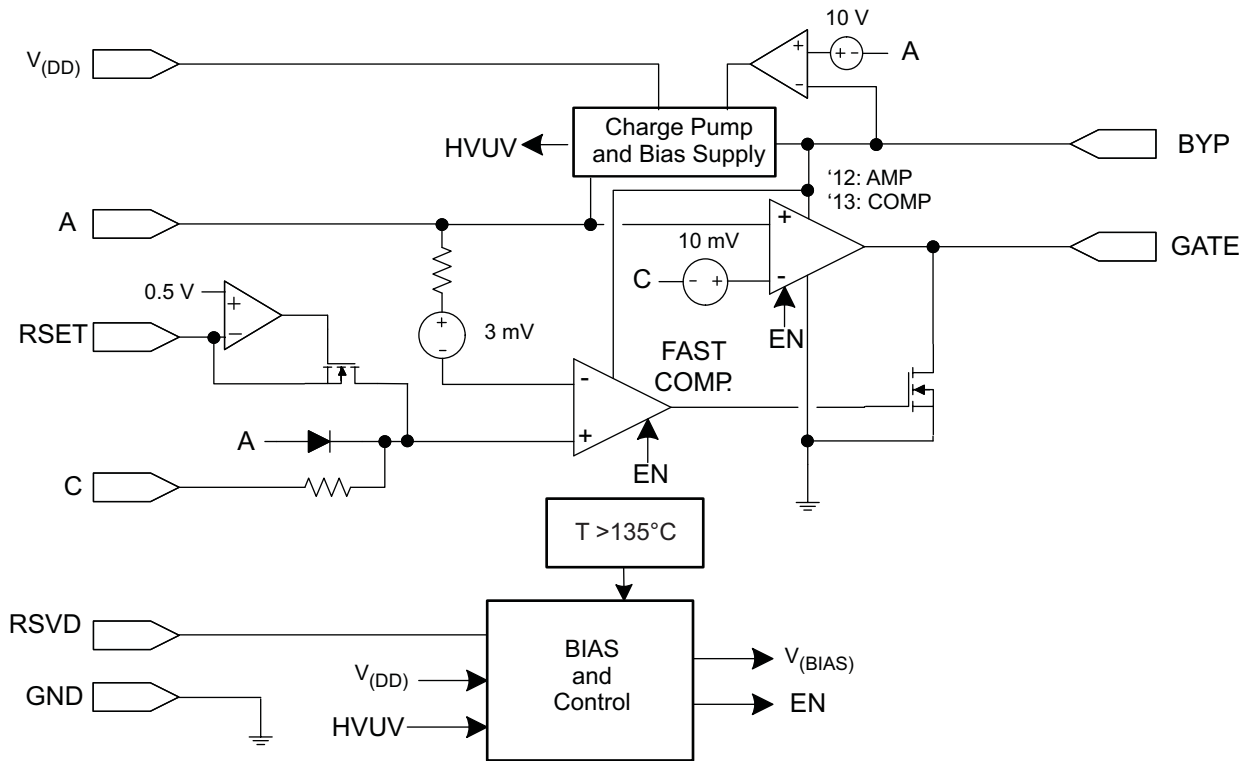 10 V
V(DD)
+
+ -
A
-
Charge Pump
and Bias Supply
HVUV
BYP
‘12: AMP
‘13: COMP
A
+
10 mV
GATE
C
- +
-
0.5 V
+
EN
RSET
-
+
-
3 mV
FAST
COMP.
-
A
+
EN
C
T >135°C
RSVD
BIAS
and
Control
V(DD)
V(BIAS)
GND
EN
HVUV